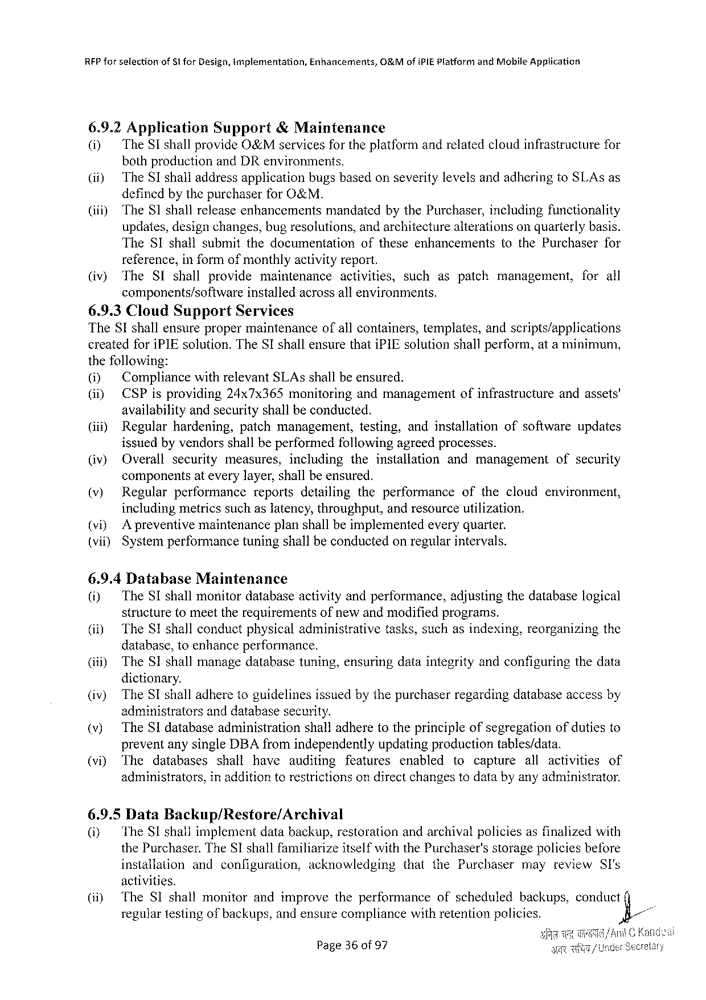 RFP for selection of SI for Design, Implementation, Enhancements, O&M of iPIE Platform and Mobile Application
6.9.2 Application Support & Maintenance
(i) The SI shall provide O&M services for the platform and related cloud infrastructure for
both production and DR environments.
(ii) The SI shall address application bugs based on severity levels and adhering to SLAs as
defined by the purchaser for O&M.
(iii) The SI shall release enhancements mandated by the Purchaser, including functionality
updates, design changes, bug resolutions, and architecture alterations on quarterly basis.
The SI shall submit the documentation of these enhancements to the Purchaser for
reference, in form of monthly activity report.
(iv) The SI shall provide maintenance activities, such as patch management, for all
components/software installed across all environments.
6.9.3 Cloud Support Services
The SI shall ensure proper maintenance of all containers, templates, and scripts/applications
created for iPIE solution. The SI shall ensure that iPIE solution shall perform, at a minimum,
the following:
(i) Compliance with relevant SLAs shall be ensured.
(ii) CSP is providing 24x7x365 monitoring and management of infrastructure and assets'
availability and security shall be conducted.
(iii) Regular hardening, patch management, testing, and installation of software updates
issued by vendors shall be performed following agreed processes.
(iv) Overall security measures, including the installation and management of security
components at every layer, shall be ensured.
(v) Regular performance reports detailing the performance of the cloud environment,
including metrics such as latency, throughput, and resource utilization.
(vi) A preventive maintenance plan shall be implemented every quarter.
(vii) System performance tuning shall be conducted on regular intervals.
6.9.4 Database Maintenance
(i) The SI shall monitor database activity and performance, adjusting the database logical
structure to meet the requirements of new and modified programs.
(ii) The SI shall conduct physical administrative tasks, such as indexing, reorganizing the
database, to enhance performance.
(iii) The SI shall manage database tuning, ensuring data integrity and configuring the data
dictionary.
(iv) The SI shall adhere to guidelines issued by the purchaser regarding database access by
administrators and database security.
(v) The SI database administration shall adhere to the principle of segregation of duties to
prevent any single DBA from independently updating production tables/data.
(vi) The databases shall have auditing features enabled to capture all activities of
administrators, in addition to restrictions on direct changes to data by any administrator.
6.9.5 Data Backup/Restore/Archival
(i) The SI shall implement data backup, restoration and archival policies as finalized with
the Purchaser. The SI shall familiarize itself with the Purchaser's storage policies before
installation and configuration, acknowledging that the Purchaser may review SI's
activities.
(ii) The SI shall monitor and improve the performance of scheduled backups, conduct
regular testing of backups, and ensure compliance with retention policies.
अनिल चन्द्र काण्डपाल/Anil C Kandpal
Page 36 of 97
अवर सचिव/Under Secretary